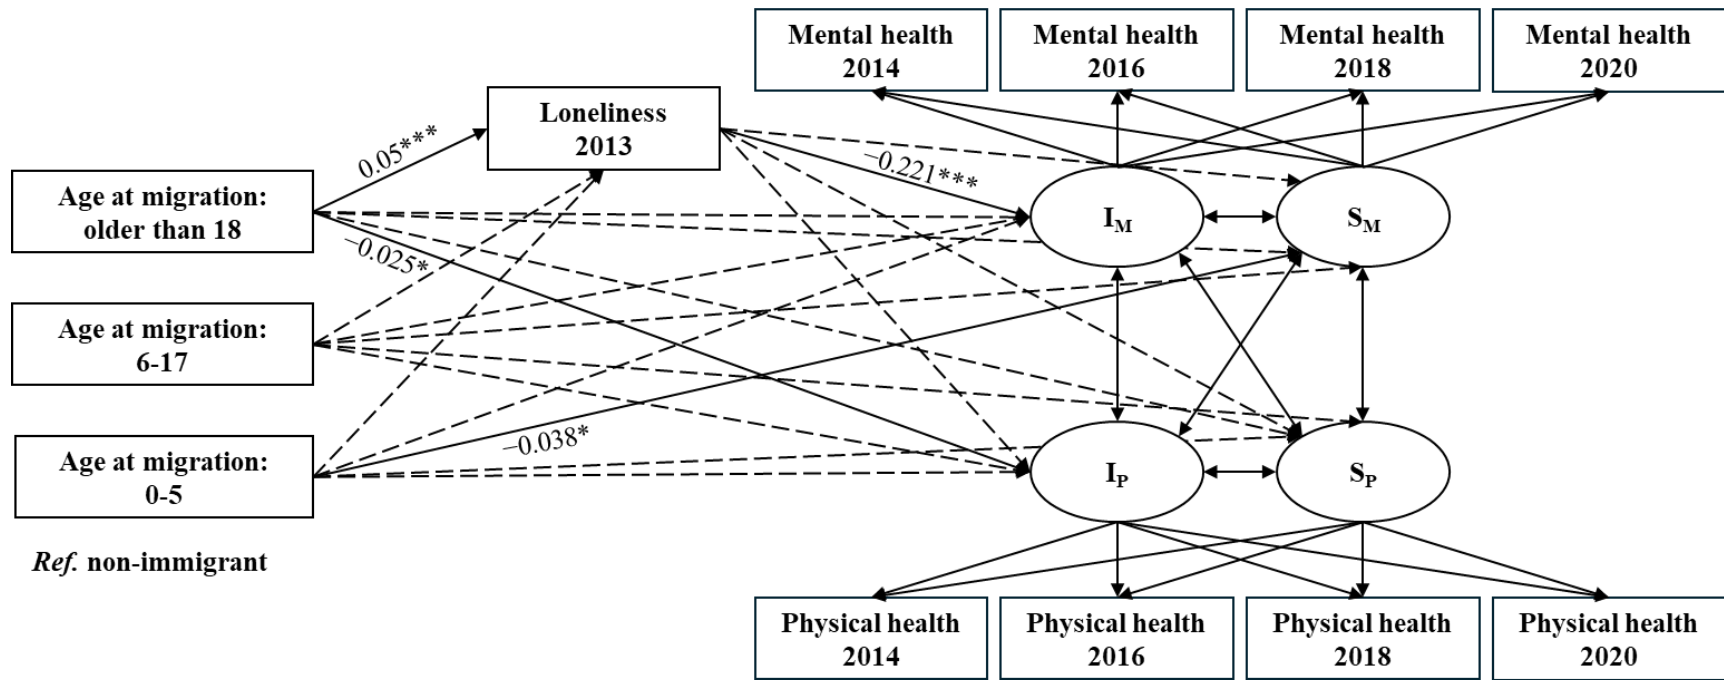 Mental health
2014
Mental health
2016
Mental health
2018
Mental health
2020
Loneliness
2013
0.05***
−0.221***
Age at migration:
older than 18
I_M
S_M
−0.025*
Age at migration:
6-17
−0.038*
Age at migration:
0-5
I_P
S_P
Ref. non-immigrant
Physical health
2014
Physical health
2016
Physical health
2018
Physical health
2020